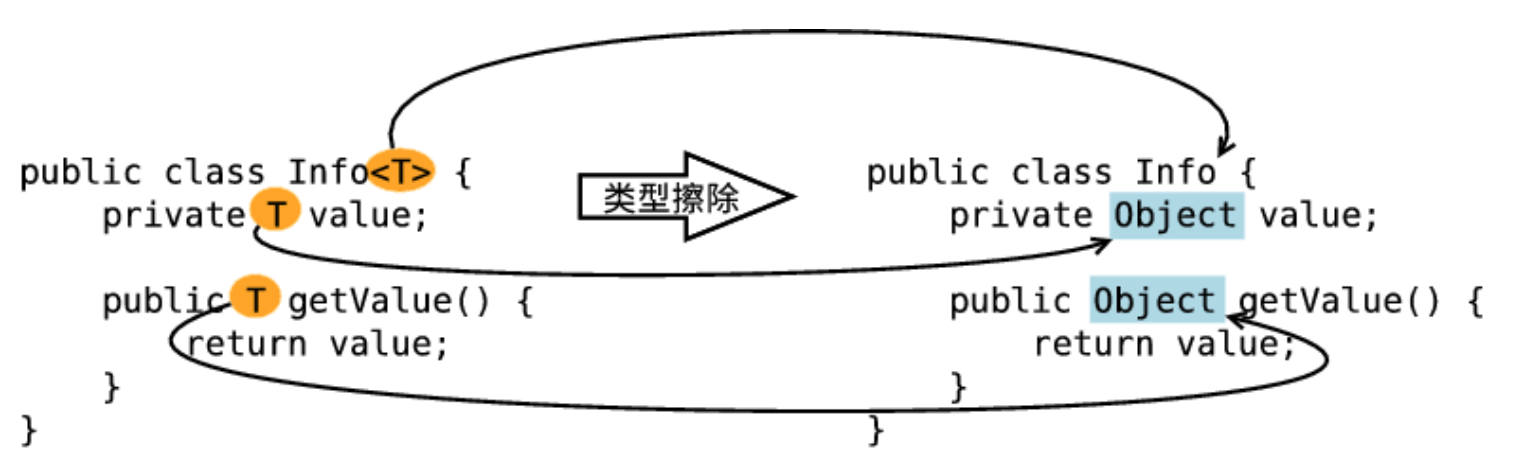 public class Info<T> {
    private T value;

    public T getValue() {
        return value;
    }
}
类型擦除
public class Info {
    private Object value;

    public Object getValue() {
        return value;
    }
}